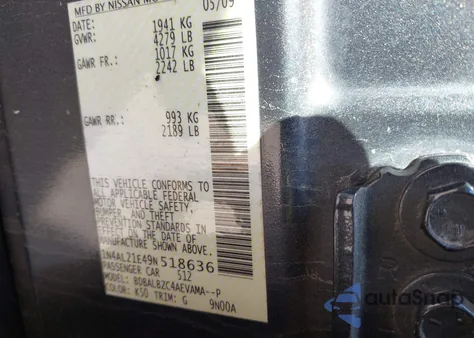 MFD BY NISSAN MO
05/09
DATE: 1941 KG
GVWR: 4279 LB
GAWR FR.: 1017 KG
2242 LB
GAWR RR.: 993 KG
2189 LB
THIS VEHICLE CONFORMS TO
ALL APPLICABLE FEDERAL
MOTOR VEHICLE SAFETY,
BUMPER, AND THEFT
PREVENTION STANDARDS IN
EFFECT ON THE DATE OF
MANUFACTURE SHOWN ABOVE.
1N4AL21E49N518636
PASSENGER CAR 512
MODEL: BDBALBZC4AEVAMA--P
COLOR: K50 TRIM: G 9N00A
autoSnap